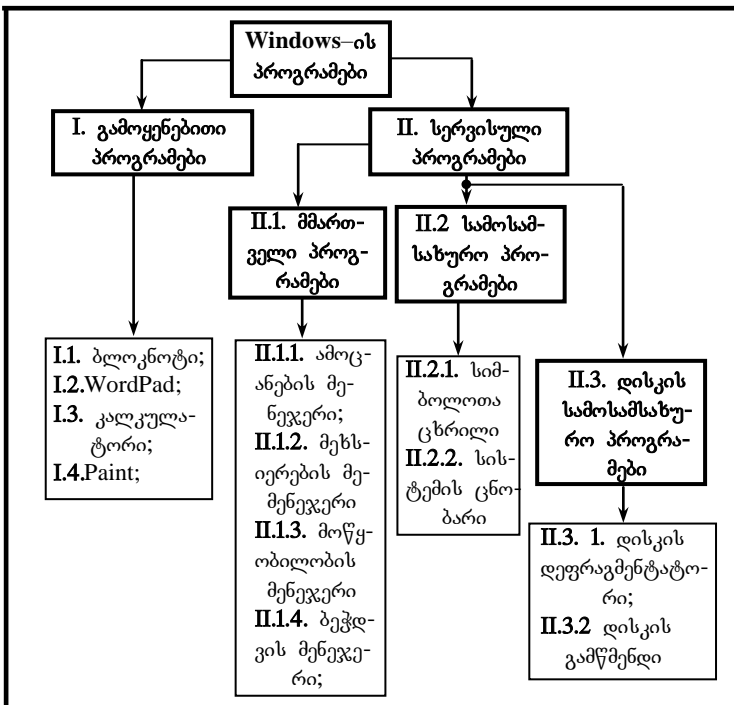 Windows–ის
პროგრამები
I. გამოყენებითი
პროგრამები
II. სერვისული
პროგრამები
II.1. მმართ-
ველი პროგ-
რამები
II.2 სამოსამ-
სახურო პრო-
გრამები
I.1. ბლოკნოტი;
I.2.WordPad;
I.3. კალკულა-
ტორი;
I.4.Paint;
II.1.1. ამოც-
ანების მე-
ნეჯერი;
II.1.2. მეხს-
იერების მე-
მენეჯერი
II.1.3. მოწყ-
ობილობის
მენეჯერი
II.1.4. ბეჭდ-
ვის მენეჯე-
რი;
II.2.1. სიმ-
ბოლოთა
ცხრილი
II.2.2. სის-
ტემის ცნო-
ბარი
II.3. დისკის
სამოსამსახუ-
რო პროგრა-
მები
II.3. 1. დისკის
დეფრაგმენტატო-
რი;
II.3.2 დისკის
გამწმენდი